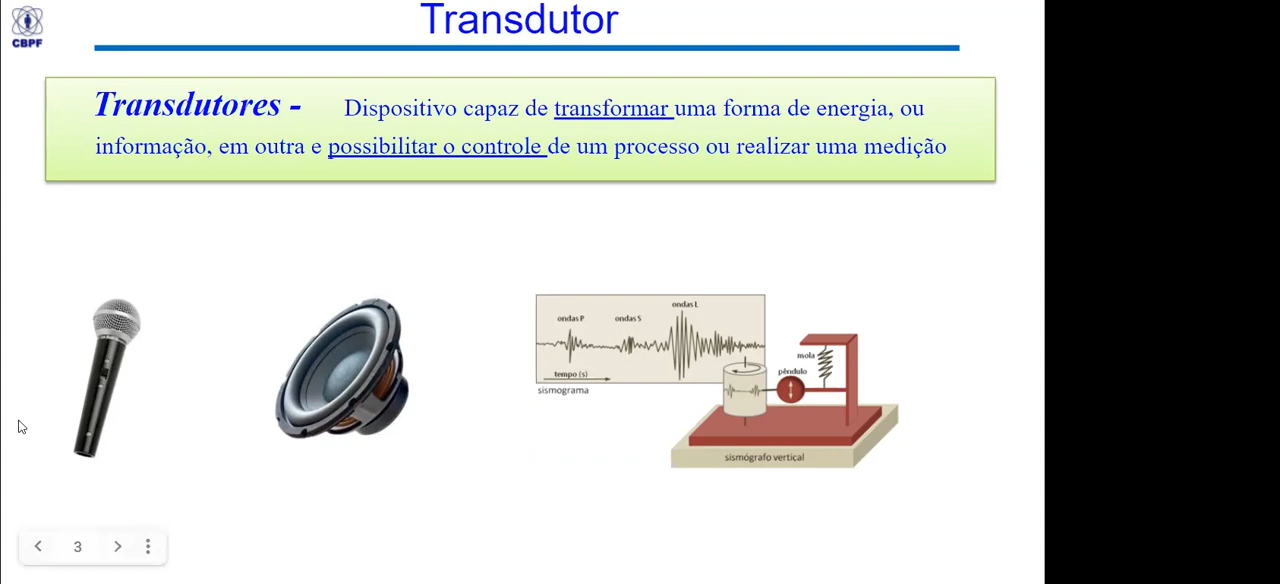 Transdutor
CBPF
Transdutores - Dispositivo capaz de transformar uma forma de energia, ou
informação, em outra e possibilitar o controle de um processo ou realizar uma medição
ondas L
ondas P
ondas S
tempo (s)
sismograma
mola
pêndulo
sismógrafo vertical
3